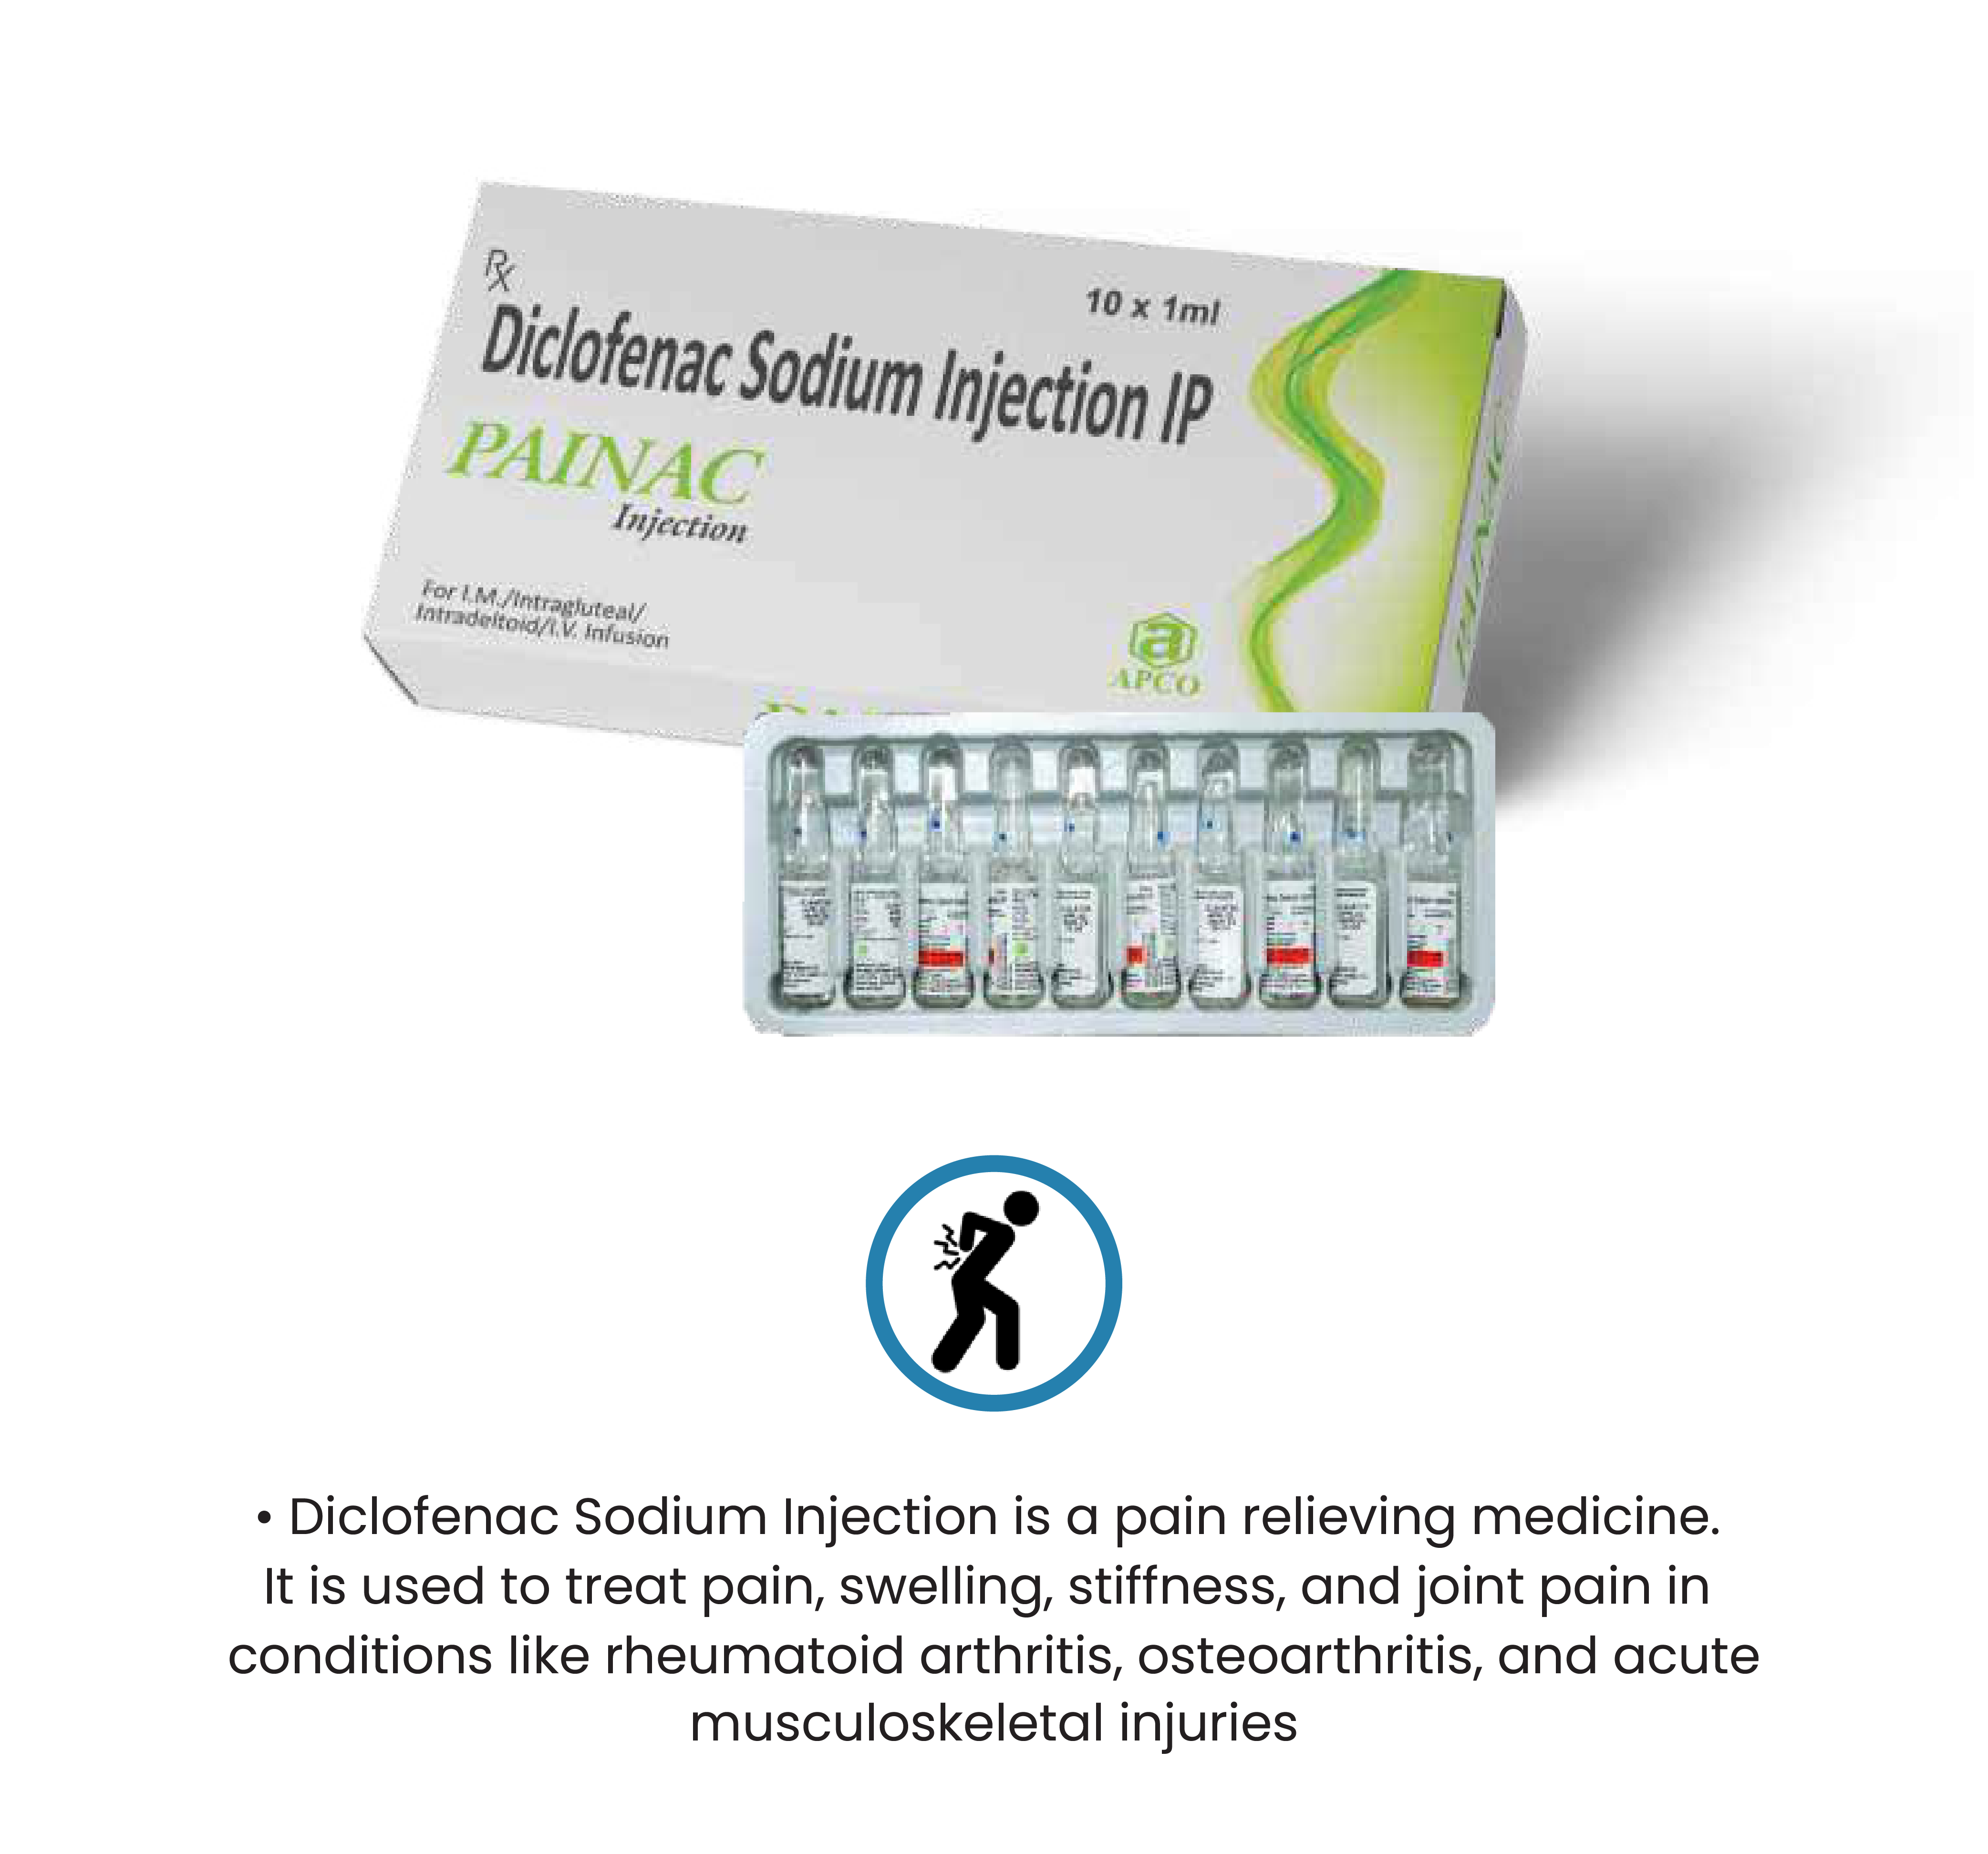 Rx
10 x 1ml
Diclofenac Sodium Injection IP
PAINAC
Injection
For I.M./Intragluteal/
Intradeltoid/I.V. Infusion
a
APCO
PAINAC
• Diclofenac Sodium Injection is a pain relieving medicine.
It is used to treat pain, swelling, stiffness, and joint pain in
conditions like rheumatoid arthritis, osteoarthritis, and acute
musculoskeletal injuries